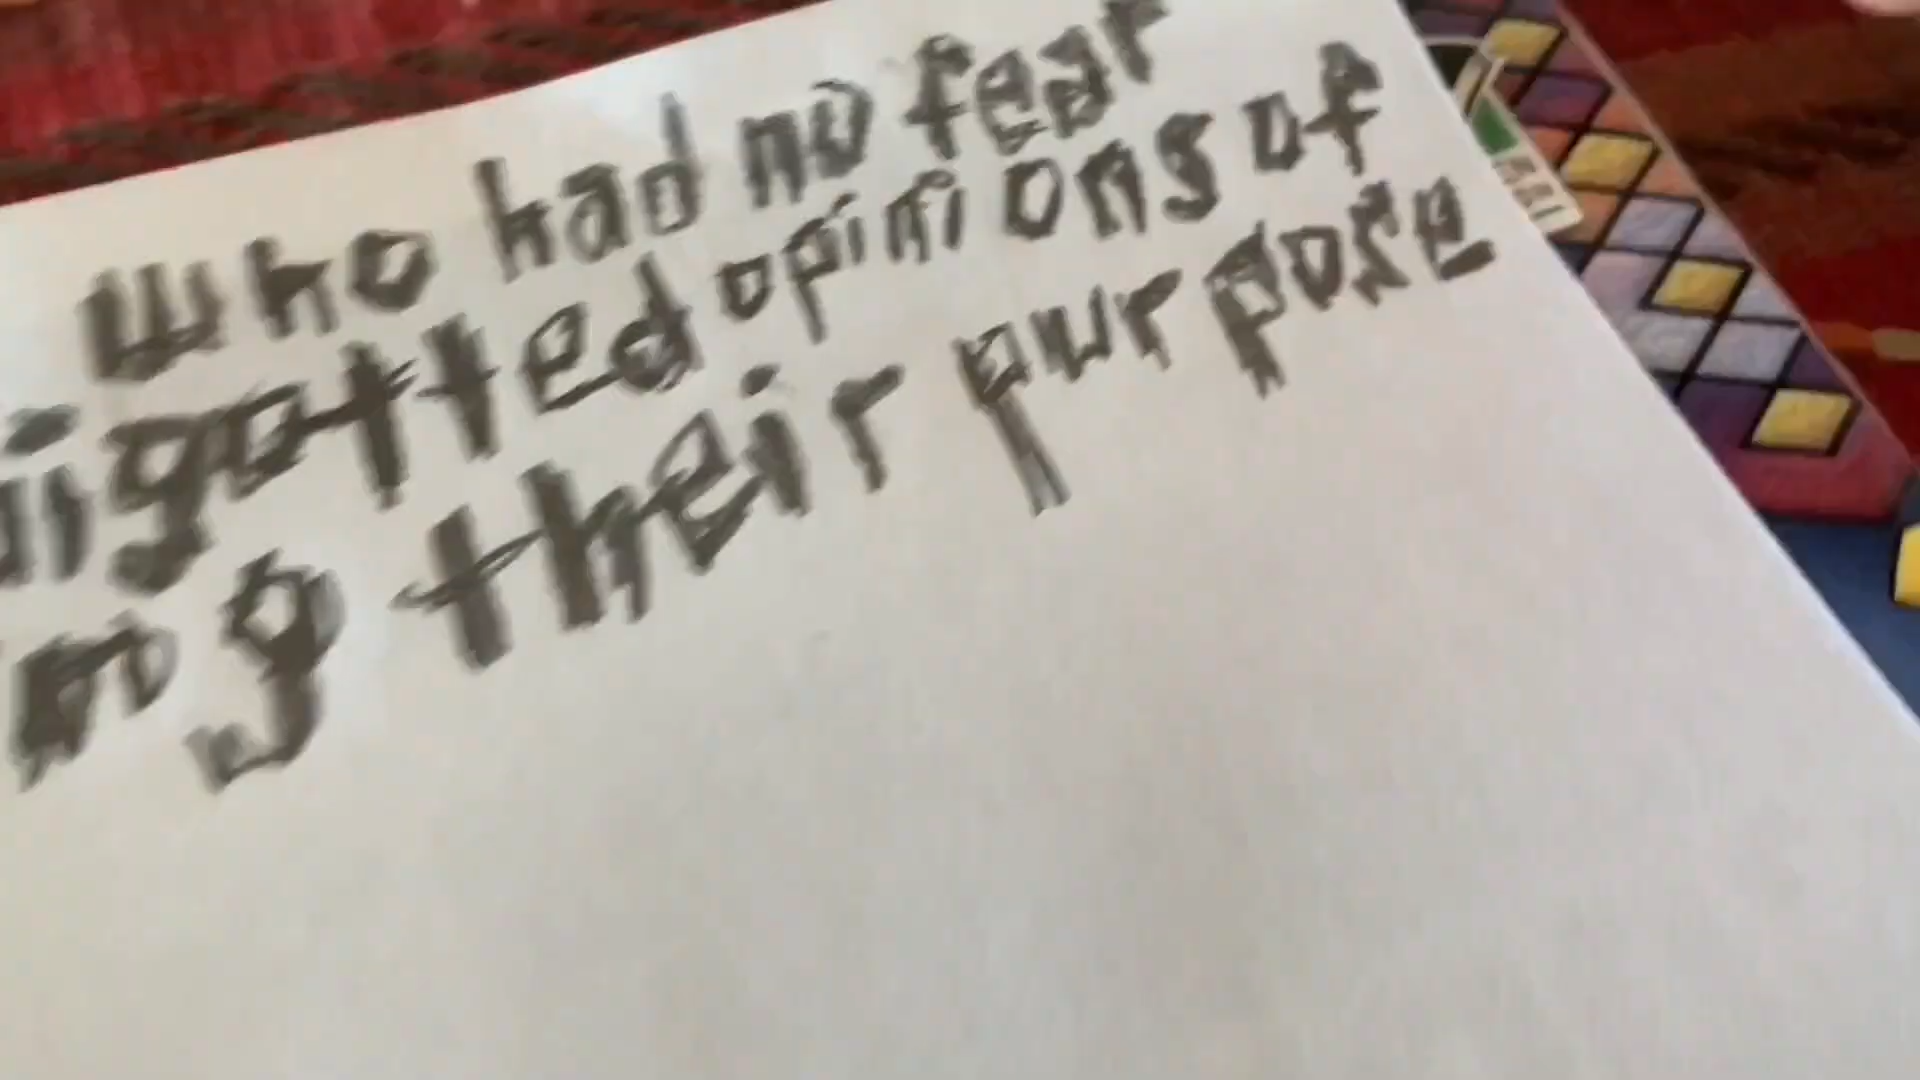 who had no fear
igotted opinions of
ng their purpose